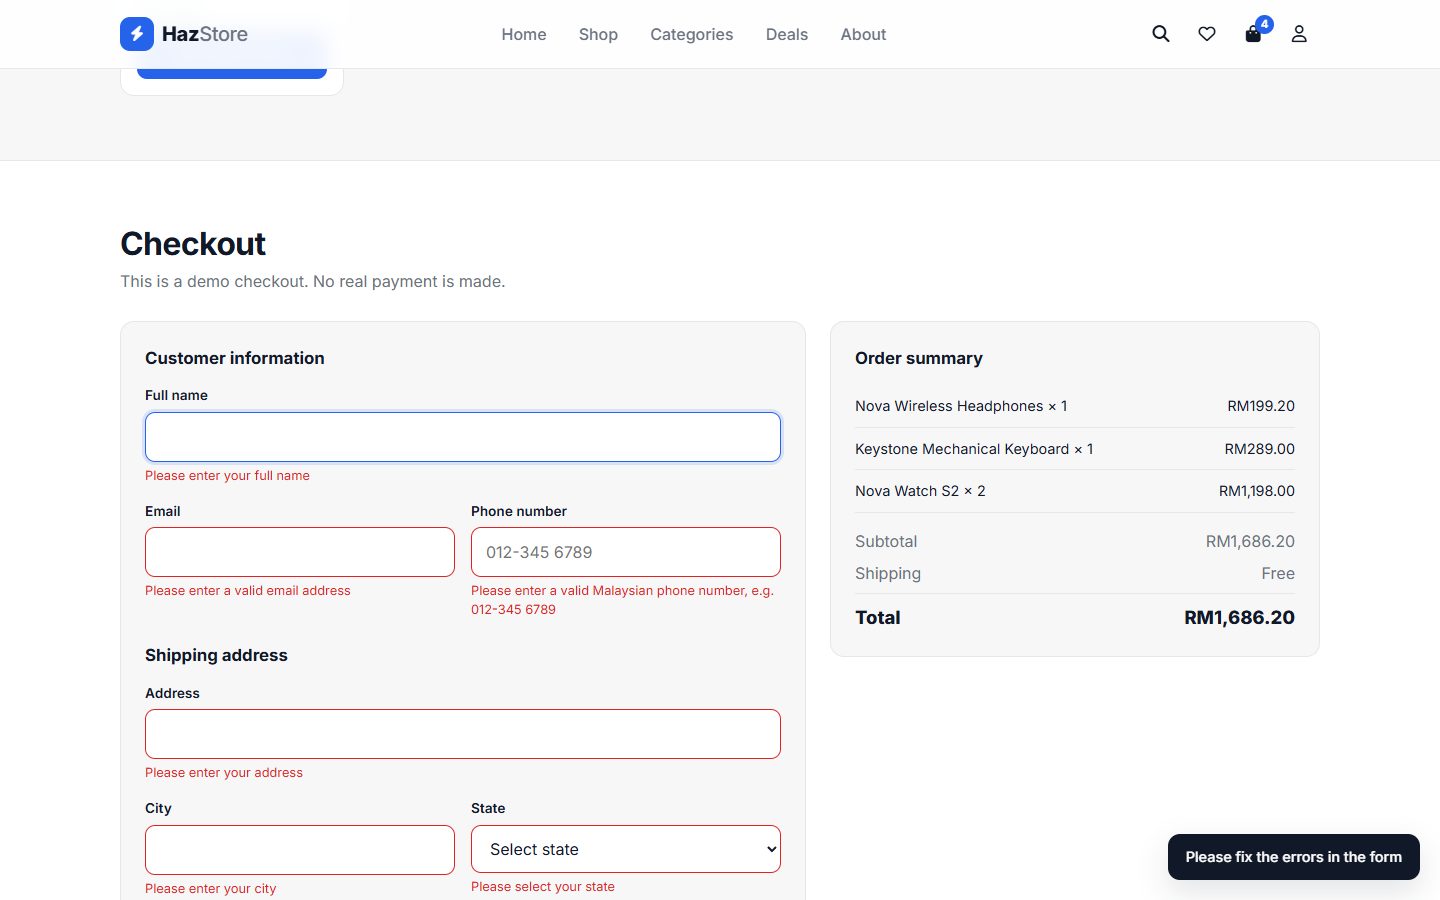 HazStore
Home
Shop
Categories
Deals
About
4
Checkout
This is a demo checkout. No real payment is made.
Customer information
Full name
Please enter your full name
Email
Phone number
012-345 6789
Please enter a valid email address
Please enter a valid Malaysian phone number, e.g.
012-345 6789
Shipping address
Address
Please enter your address
City
State
Select state
Please enter your city
Please select your state
Order summary
Nova Wireless Headphones × 1 RM199.20
Keystone Mechanical Keyboard × 1 RM289.00
Nova Watch S2 × 2 RM1,198.00
Subtotal RM1,686.20
Shipping Free
Total RM1,686.20
Please fix the errors in the form